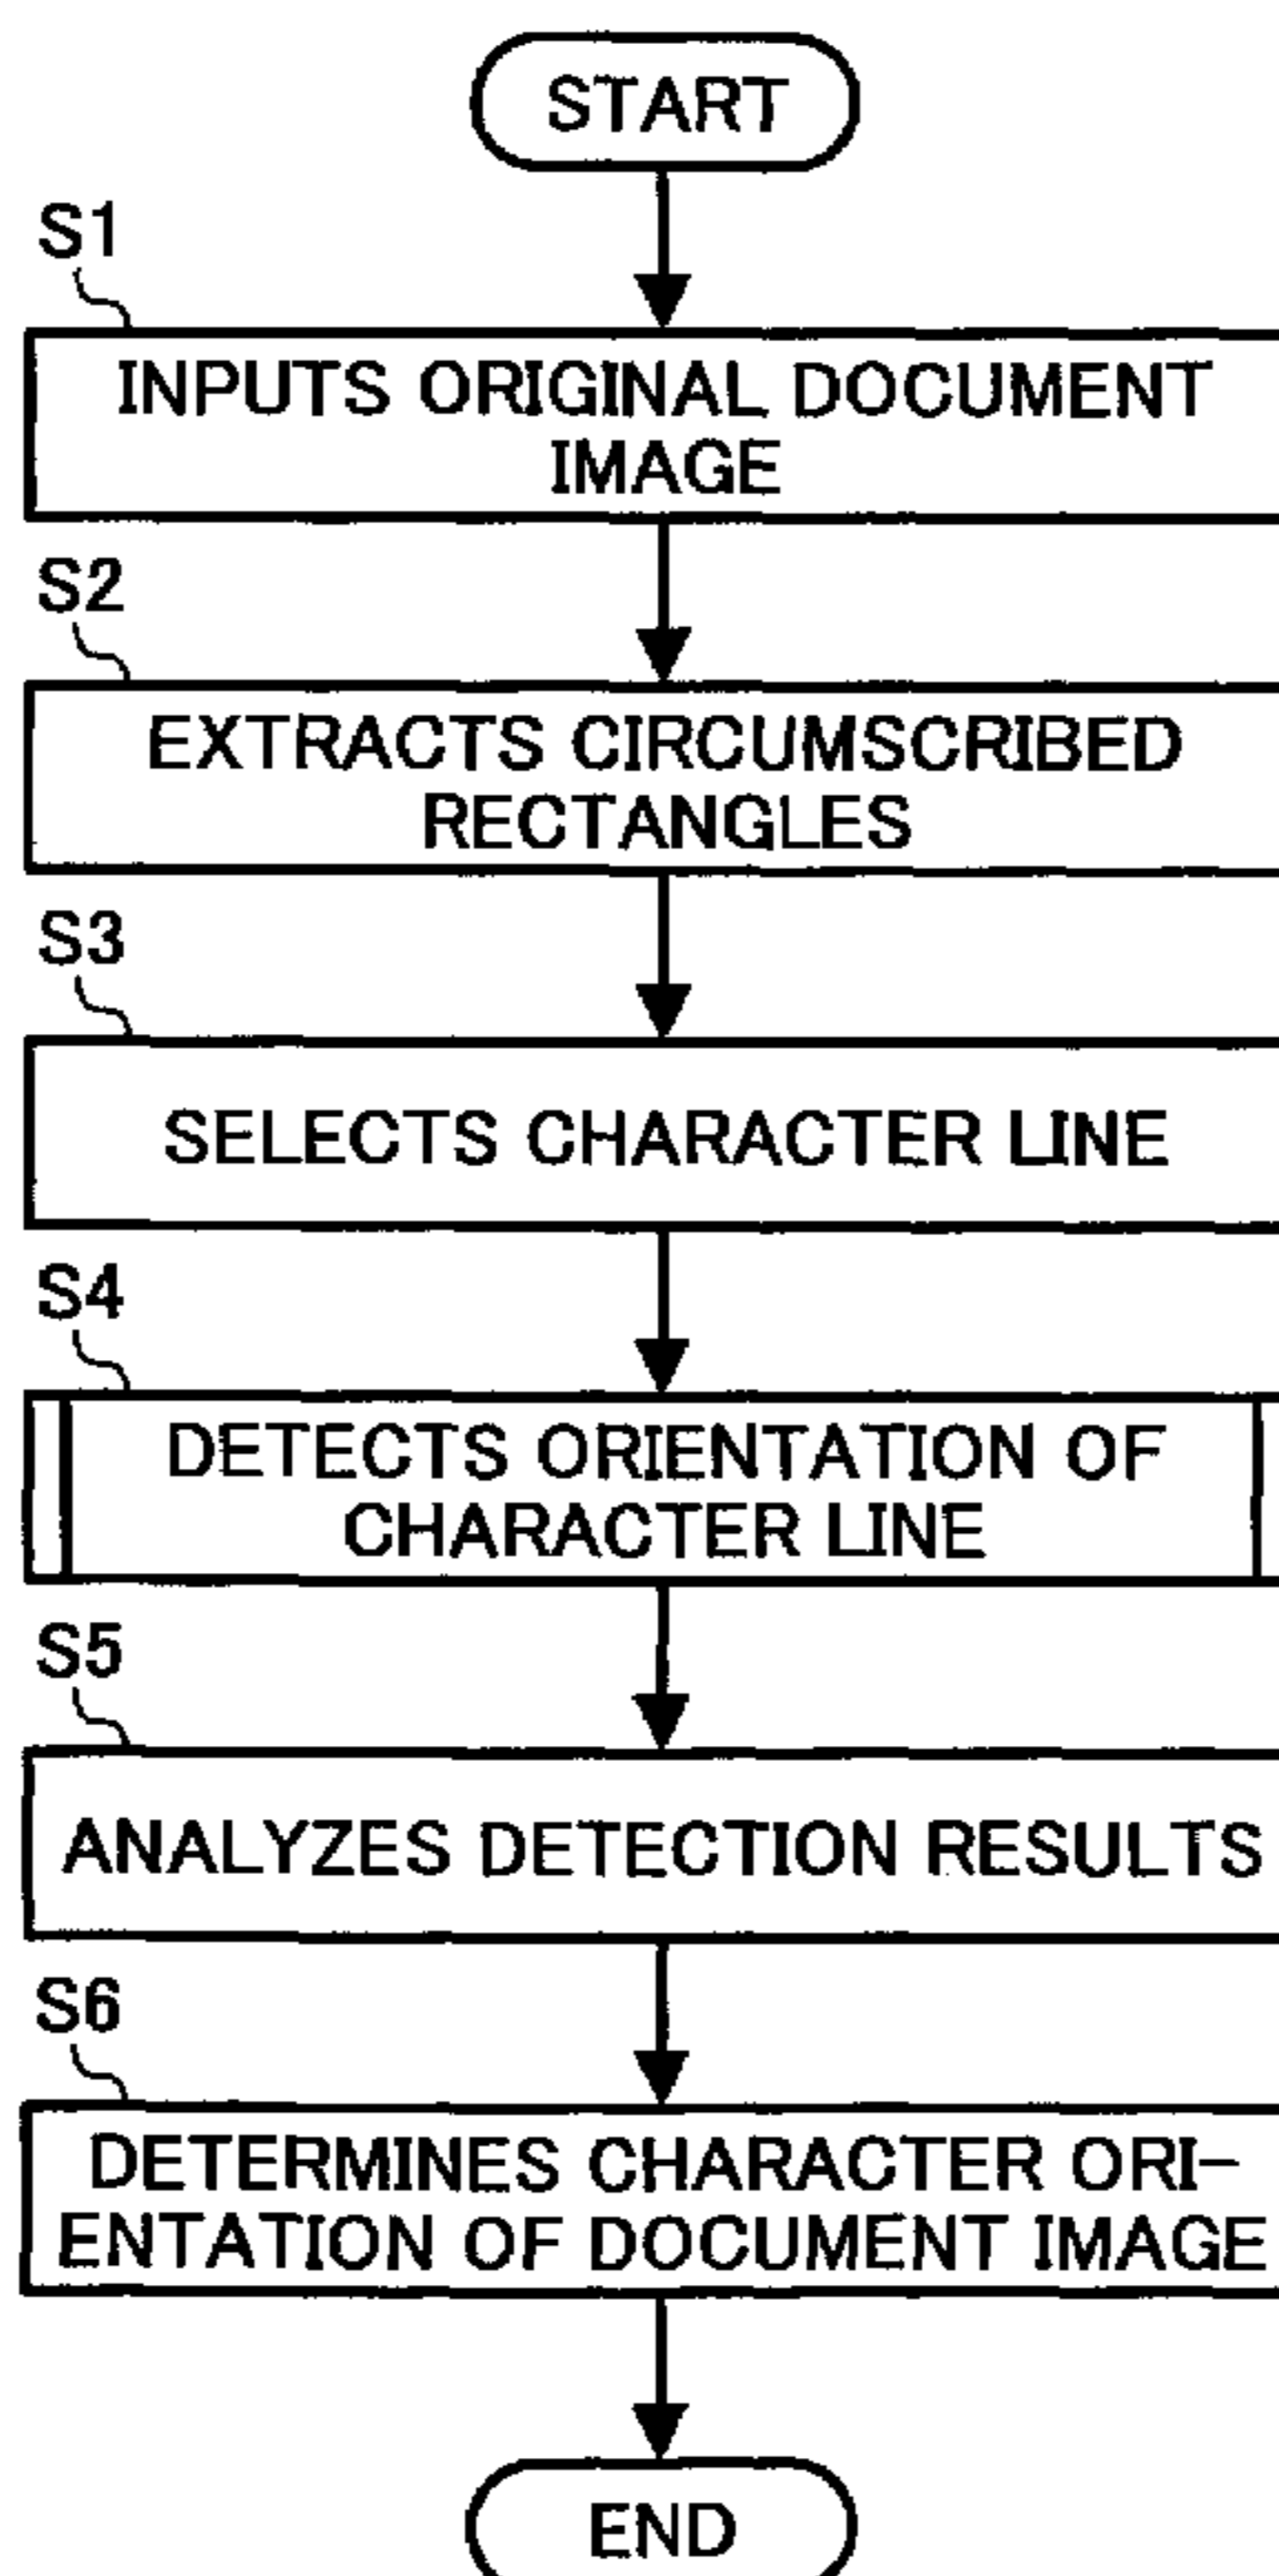 START
S1
INPUTS ORIGINAL DOCUMENT
IMAGE
S2
EXTRACTS CIRCUMSCRIBED
RECTANGLES
S3
SELECTS CHARACTER LINE
S4
DETECTS ORIENTATION OF
CHARACTER LINE
S5
ANALYZES DETECTION RESULTS
S6
DETERMINES CHARACTER ORI-
ENTATION OF DOCUMENT IMAGE
END